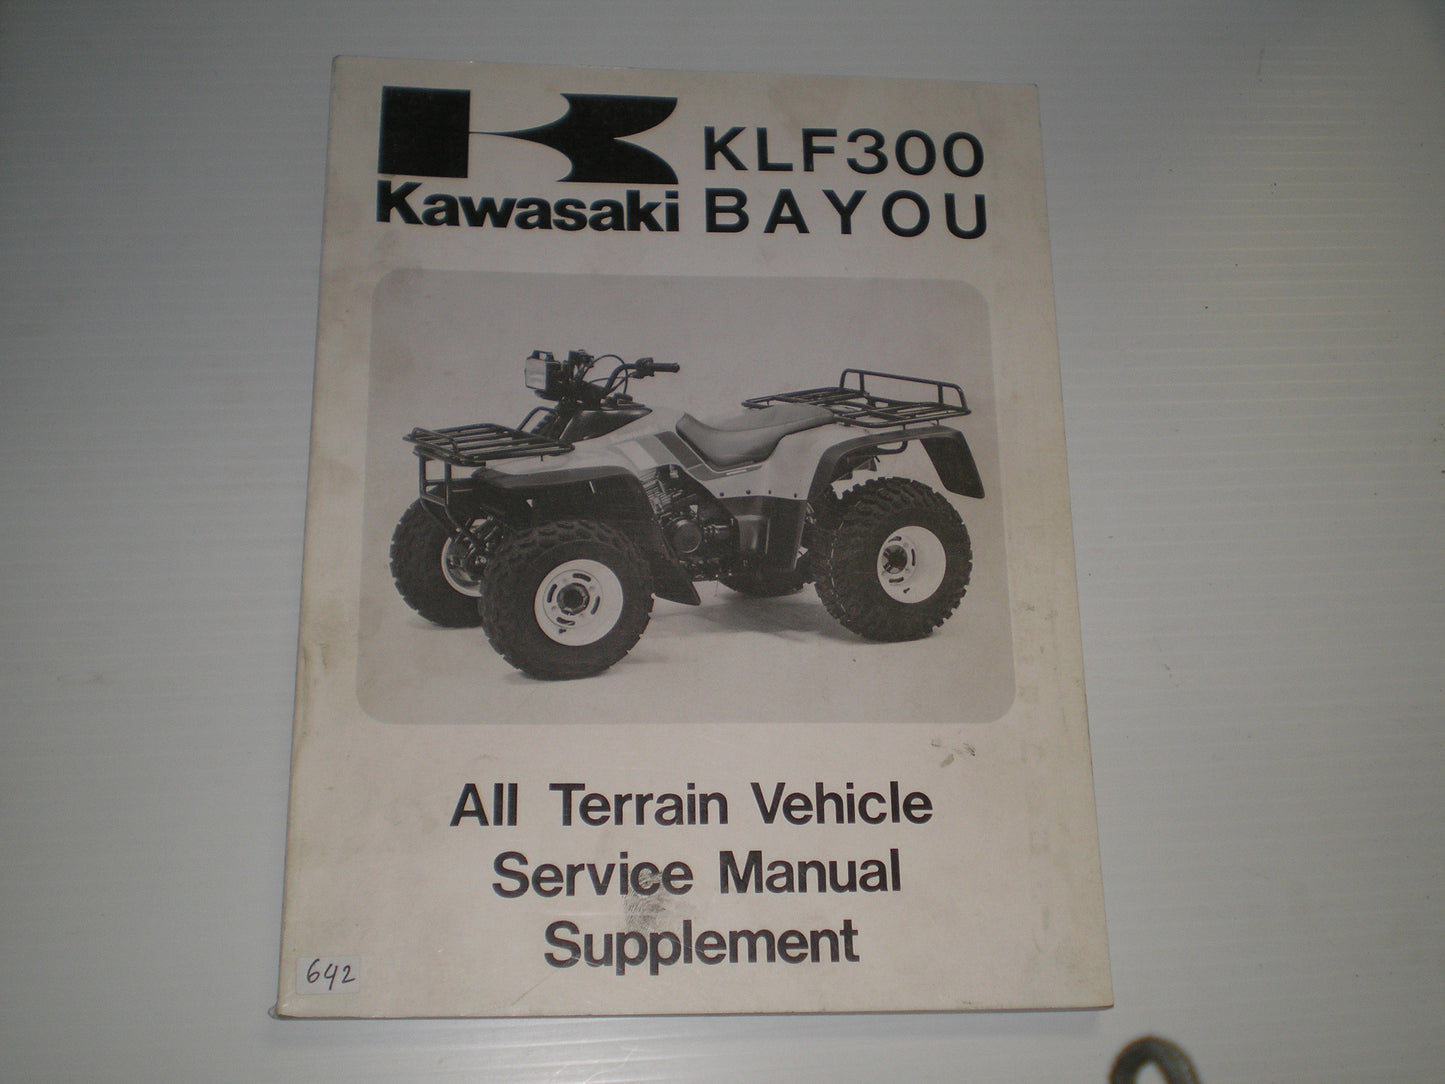 KLF300
Kawasaki BAYOU
All Terrain Vehicle
Service Manual
Supplement
642